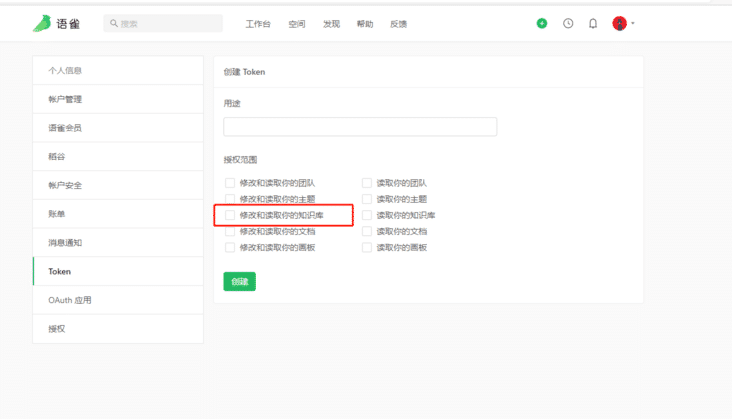 语雀
搜索
工作台 空间 发现 帮助 反馈
个人信息
帐户管理
语雀会员
稻谷
帐户安全
账单
消息通知
Token
OAuth 应用
授权
创建 Token
用途
授权范围
修改和读取你的团队 读取你的团队
修改和读取你的主题 读取你的主题
修改和读取你的知识库 读取你的知识库
修改和读取你的文档 读取你的文档
修改和读取你的画板 读取你的画板
创建